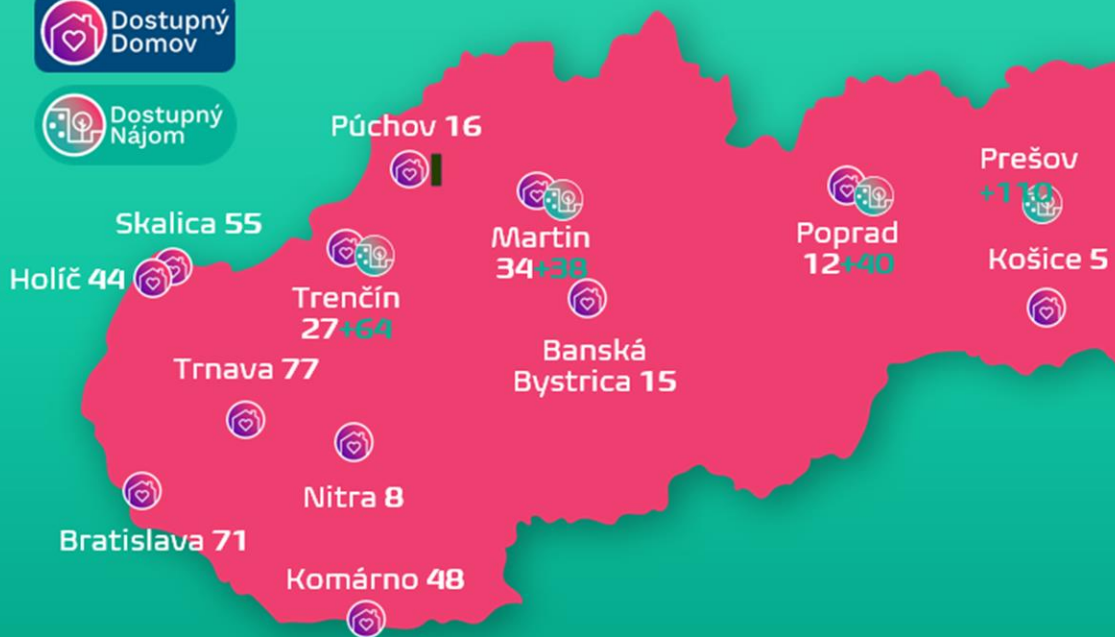 Dostupný
Domov
Dostupný
Nájom
Púchov 16
Prešov
+110
Skalica 55
Martin
34+38
Poprad
12+40
Košice 5
Holíč 44
Trenčín
27+64
Banská
Bystrica 15
Trnava 77
Nitra 8
Bratislava 71
Komárno 48